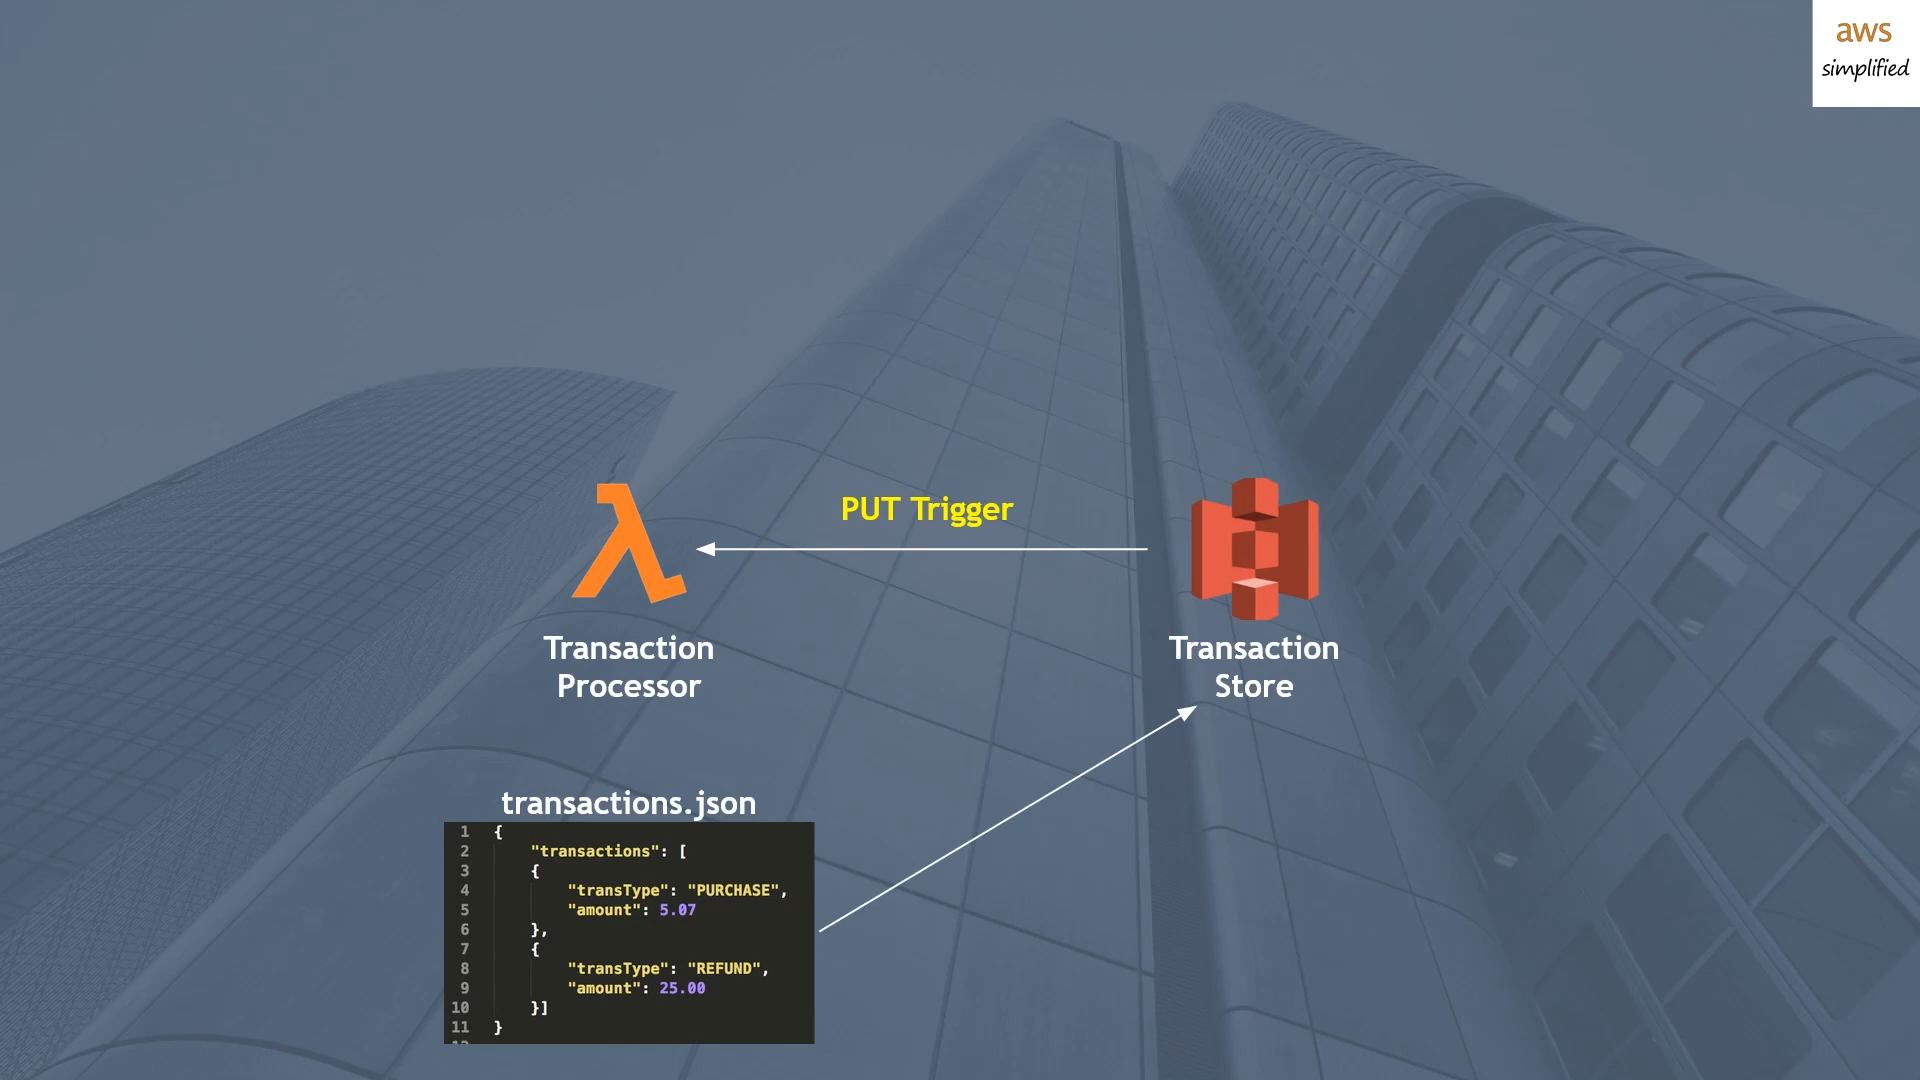 aws
simplified
PUT Trigger
Transaction
Processor
Transaction
Store
transactions.json
1 {
2 "transactions": [
3 {
4 "transType": "PURCHASE",
5 "amount": 5.07
6 },
7 {
8 "transType": "REFUND",
9 "amount": 25.00
10 }]
11 }